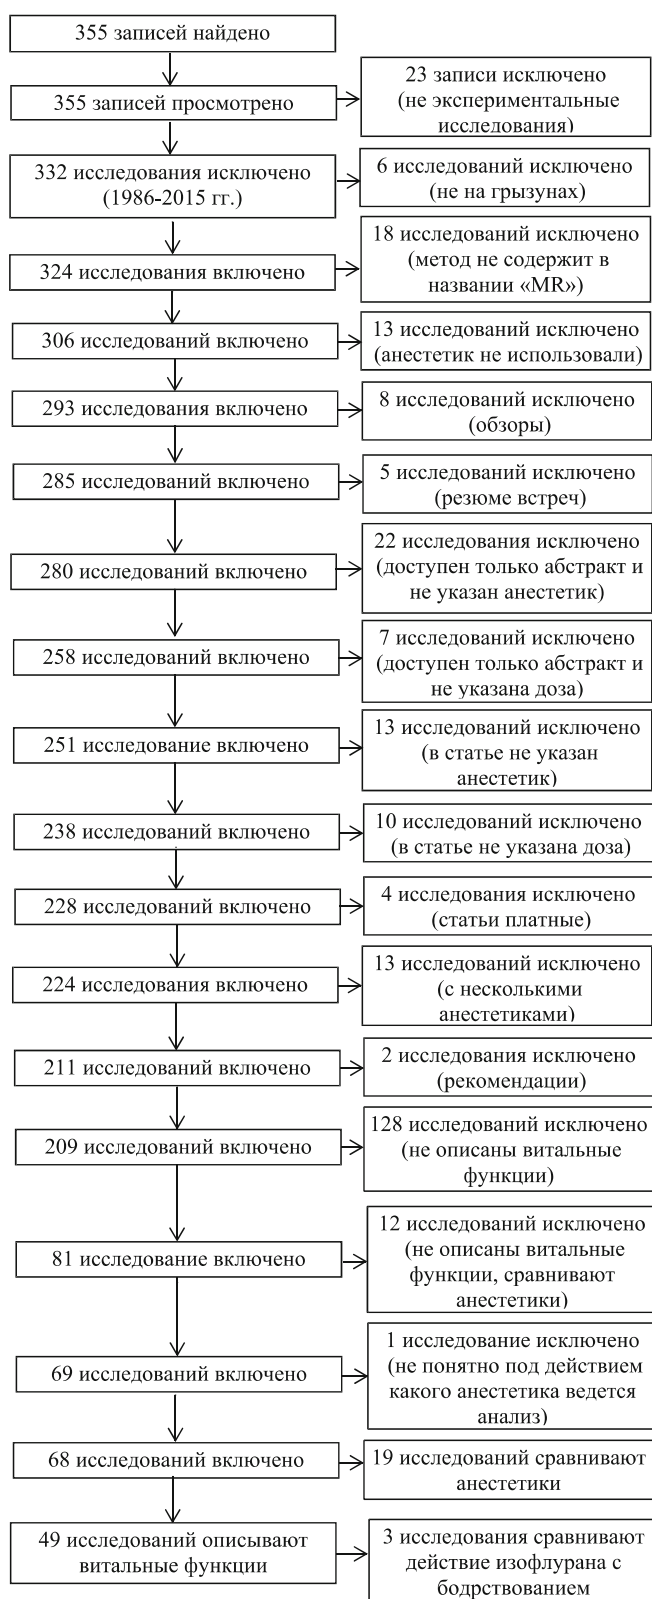 355 записей найдено
355 записей просмотрено
23 записи исключено
(не экспериментальные
исследования)
332 исследования исключено
(1986-2015 гг.)
6 исследований исключено
(не на грызунах)
324 исследования включено
18 исследований исключено
(метод не содержит в
названии «MR»)
306 исследований включено
13 исследований исключено
(анестетик не использовали)
293 исследования включено
8 исследований исключено
(обзоры)
285 исследований включено
5 исследований исключено
(резюме встреч)
280 исследований включено
22 исследования исключено
(доступен только абстракт и
не указан анестетик)
258 исследований включено
7 исследований исключено
(доступен только абстракт и
не указана доза)
251 исследование включено
13 исследований исключено
(в статье не указан
анестетик)
238 исследований включено
10 исследований исключено
(в статье не указана доза)
228 исследований включено
4 исследования исключено
(статьи платные)
224 исследования включено
13 исследований исключено
(с несколькими
анестетиками)
211 исследований включено
2 исследования исключено
(рекомендации)
209 исследований включено
128 исследований исключено
(не описаны витальные
функции)
81 исследование включено
12 исследований исключено
(не описаны витальные
функции, сравнивают
анестетики)
69 исследований включено
1 исследование исключено
(не понятно под действием
какого анестетика ведется
анализ)
68 исследований включено
19 исследований сравнивают
анестетики
49 исследований описывают
витальные функции
3 исследования сравнивают
действие изофлурана с
бодрствованием